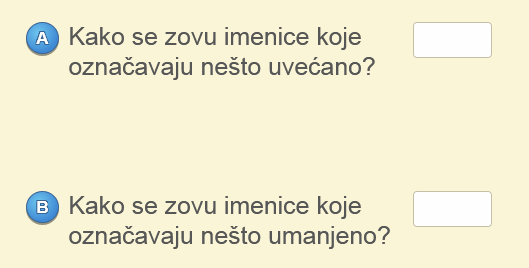 A Kako se zovu imenice koje
označavaju nešto uvećano?
B Kako se zovu imenice koje
označavaju nešto umanjeno?